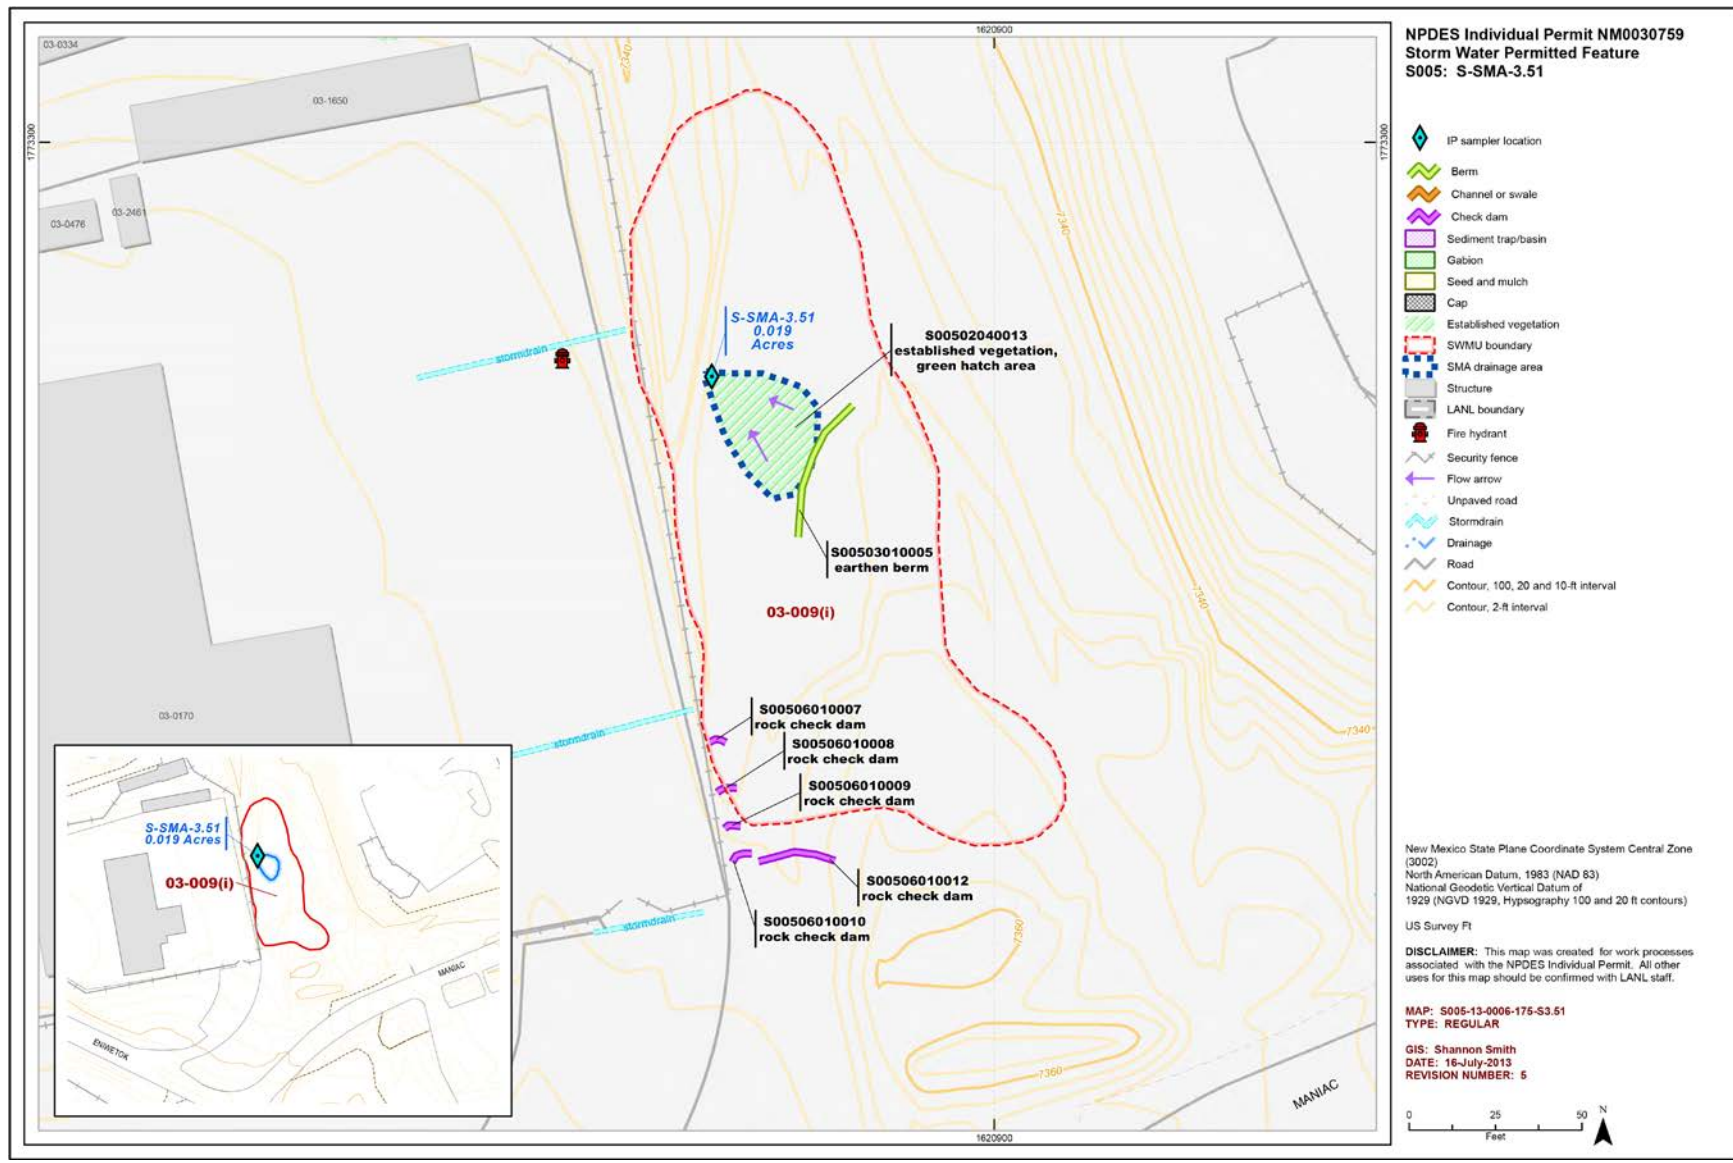 1620900
NPDES Individual Permit NM0030759
Storm Water Permitted Feature
S005: S-SMA-3.51
03-0334
7340
03-1650
1773300
1773300
03-2461
03-0476
7340
IP sampler location
Berm
Channel or swale
Check dam
Sediment trap/basin
Gabion
Seed and mulch
Cap
Established vegetation
SWMU boundary
SMA drainage area
Structure
LANL boundary
Fire hydrant
Security fence
Flow arrow
Unpaved road
Stormdrain
Drainage
Road
Contour, 100, 20 and 10-ft interval
Contour, 2-ft interval
S-SMA-3.51
0.019
Acres
S00502040013
established vegetation,
green hatch area
stormdrain
S00503010005
earthen berm
03-009(i)
7340
7340
03-0170
stormdrain
S00506010007
rock check dam
S00506010008
rock check dam
S00506010009
rock check dam
S00506010012
rock check dam
S00506010010
rock check dam
stormdrain
7360
7360
MANIAC
1620900
S-SMA-3.51
0.019 Acres
03-009(i)
MANIAC
ENIWETOK
New Mexico State Plane Coordinate System Central Zone
(3002)
North American Datum, 1983 (NAD 83)
National Geodetic Vertical Datum of
1929 (NGVD 1929, Hypsography 100 and 20 ft contours)
US Survey Ft
DISCLAIMER: This map was created for work processes
associated with the NPDES Individual Permit. All other
uses for this map should be confirmed with LANL staff.
MAP: S005-13-0006-175-S3.51
TYPE: REGULAR
GIS: Shannon Smith
DATE: 16-July-2013
REVISION NUMBER: 5
0 25 50
Feet
N